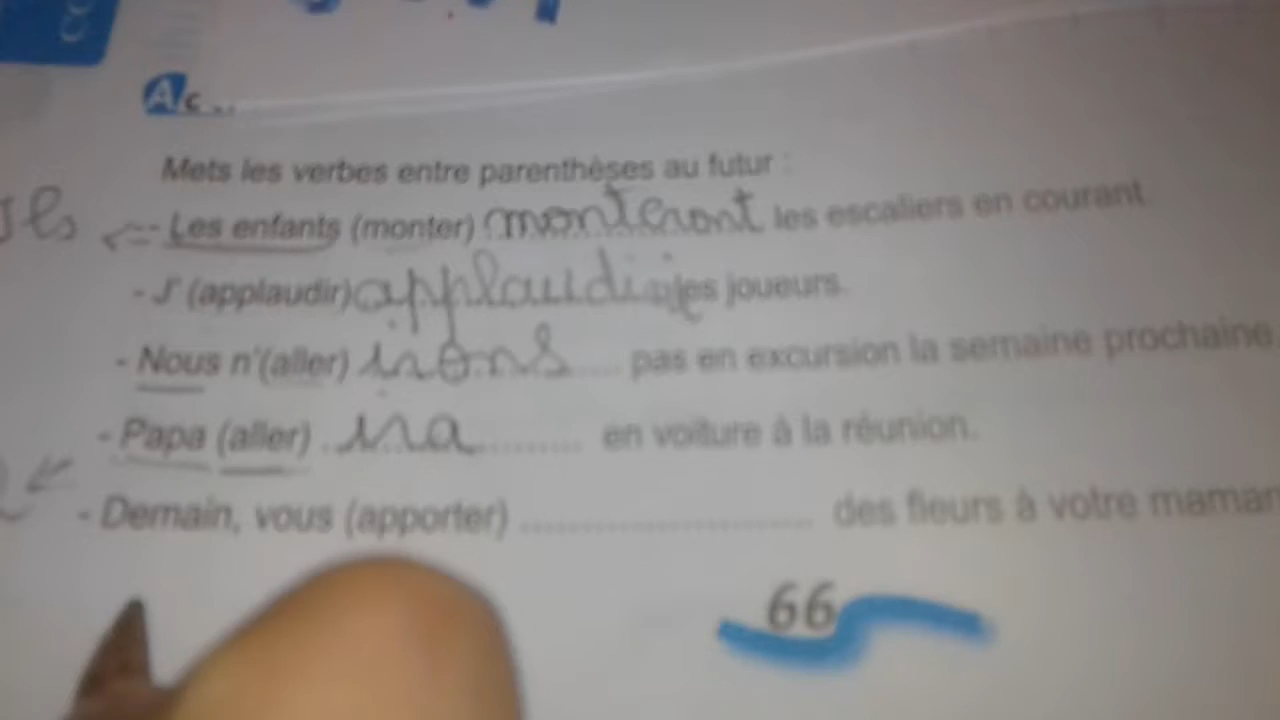 A
Mets les verbes entre parenthèses au futur :
Ils <-- Les enfants (monter) monteront les escaliers en courant
- J' (applaudir) applaudirai les joueurs.
- Nous n'(aller) irons ...... pas en excursion la semaine prochaine
- Papa (aller) .ira........... en voiture à la réunion.
- Demain, vous (apporter) .............................. des fleurs à votre maman
66